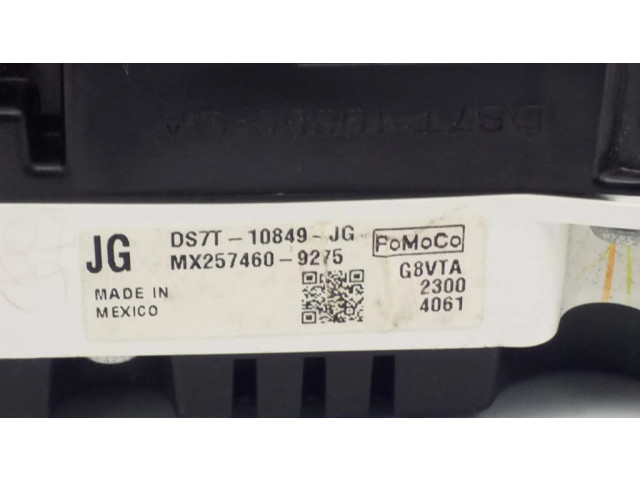 JG
DS7T-10849-JG
MX257460-9275
MADE IN
MEXICO
FoMoCo
G8VTA
2300
4061